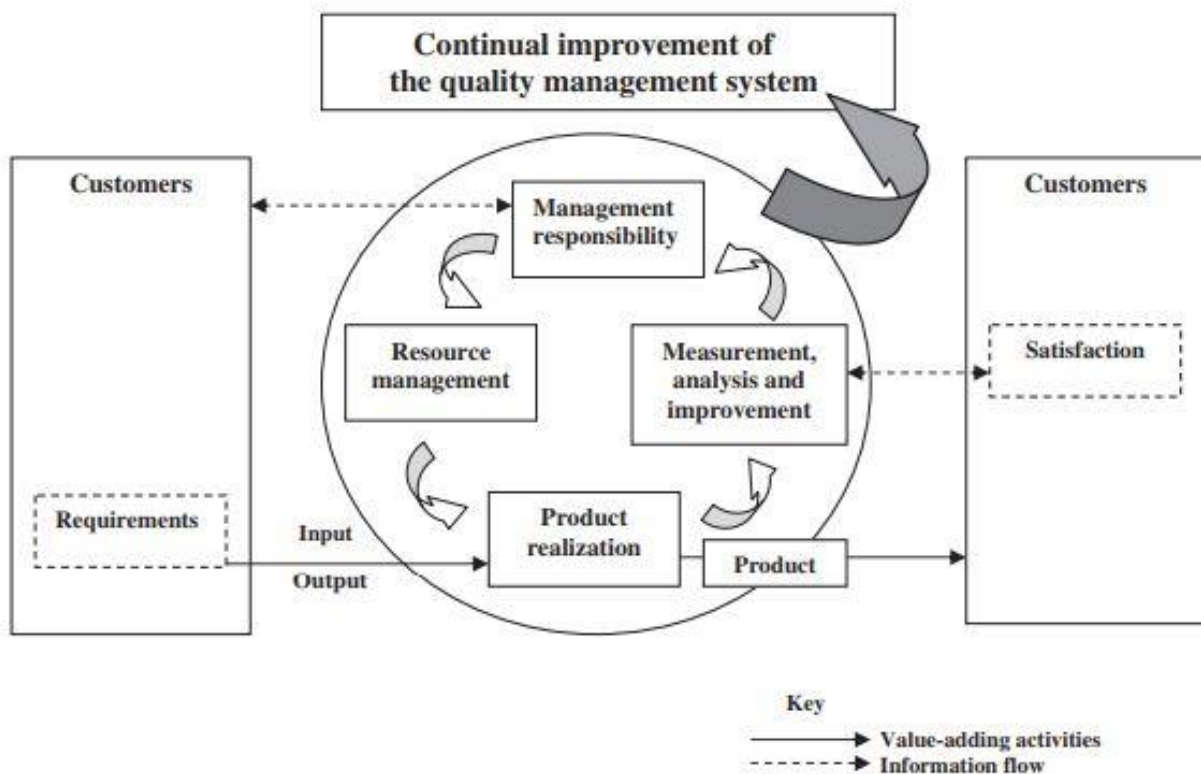 Continual improvement of
the quality management system
Customers
Customers
Management
responsibility
Resource
management
Measurement,
analysis and
improvement
Satisfaction
Requirements
Input
Output
Product
realization
Product
Key
Value-adding activities
Information flow